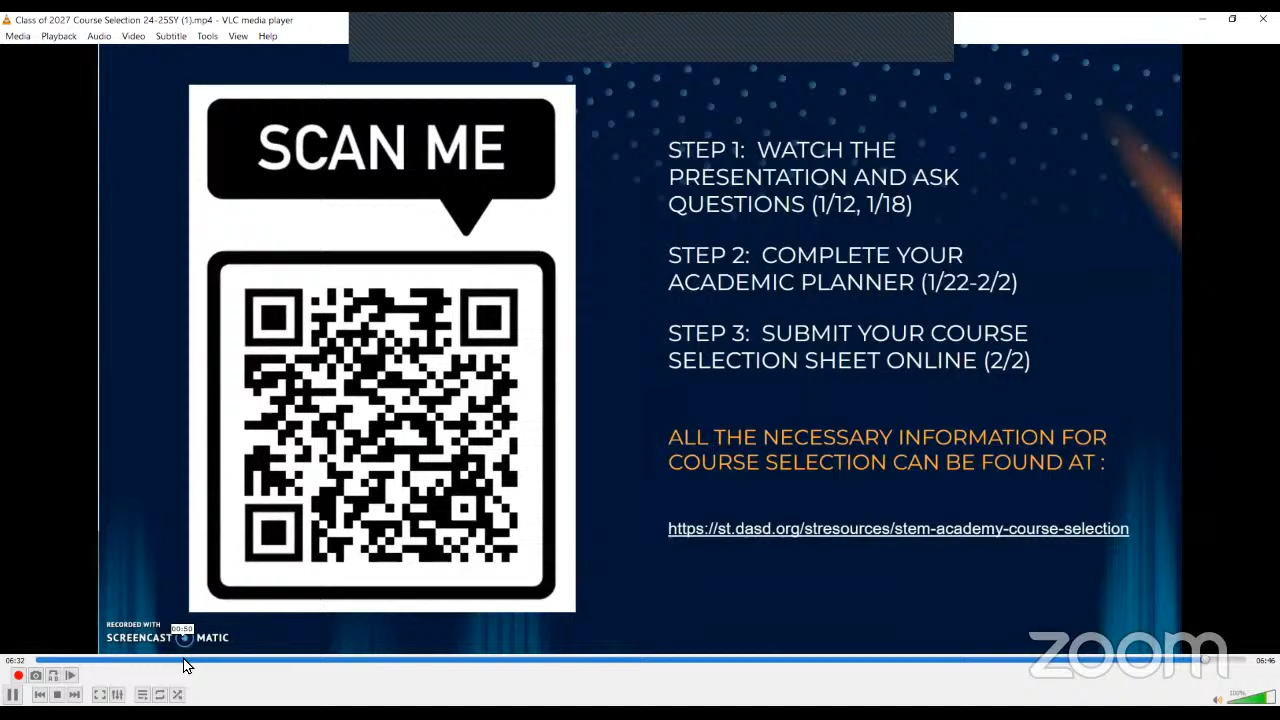 Class of 2027 Course Selection 24-25SY (1).mp4 - VLC media player
Media Playback Audio Video Subtitle Tools View Help
SCAN ME
STEP 1: WATCH THE
PRESENTATION AND ASK
QUESTIONS (1/12, 1/18)
STEP 2: COMPLETE YOUR
ACADEMIC PLANNER (1/22-2/2)
STEP 3: SUBMIT YOUR COURSE
SELECTION SHEET ONLINE (2/2)
ALL THE NECESSARY INFORMATION FOR
COURSE SELECTION CAN BE FOUND AT :
https://st.dasd.org/stresources/stem-academy-course-selection
RECORDED WITH
SCREENCAST MATIC
00:50
zoom
06:32
06:46
100%